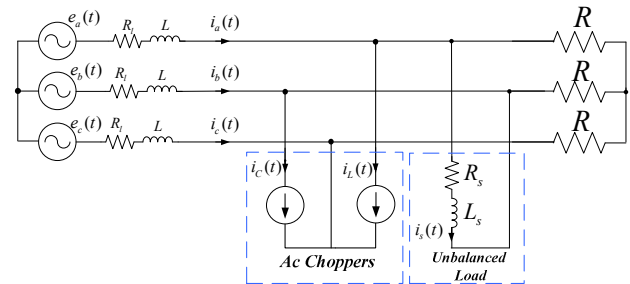 e_a(t) R_l L i_a(t) R
e_b(t) R_l L i_b(t) R
e_c(t) R_l L i_c(t) R
i_C(t) i_L(t) R_s
L_s
i_s(t)
Ac Choppers
Unbalanced
Load